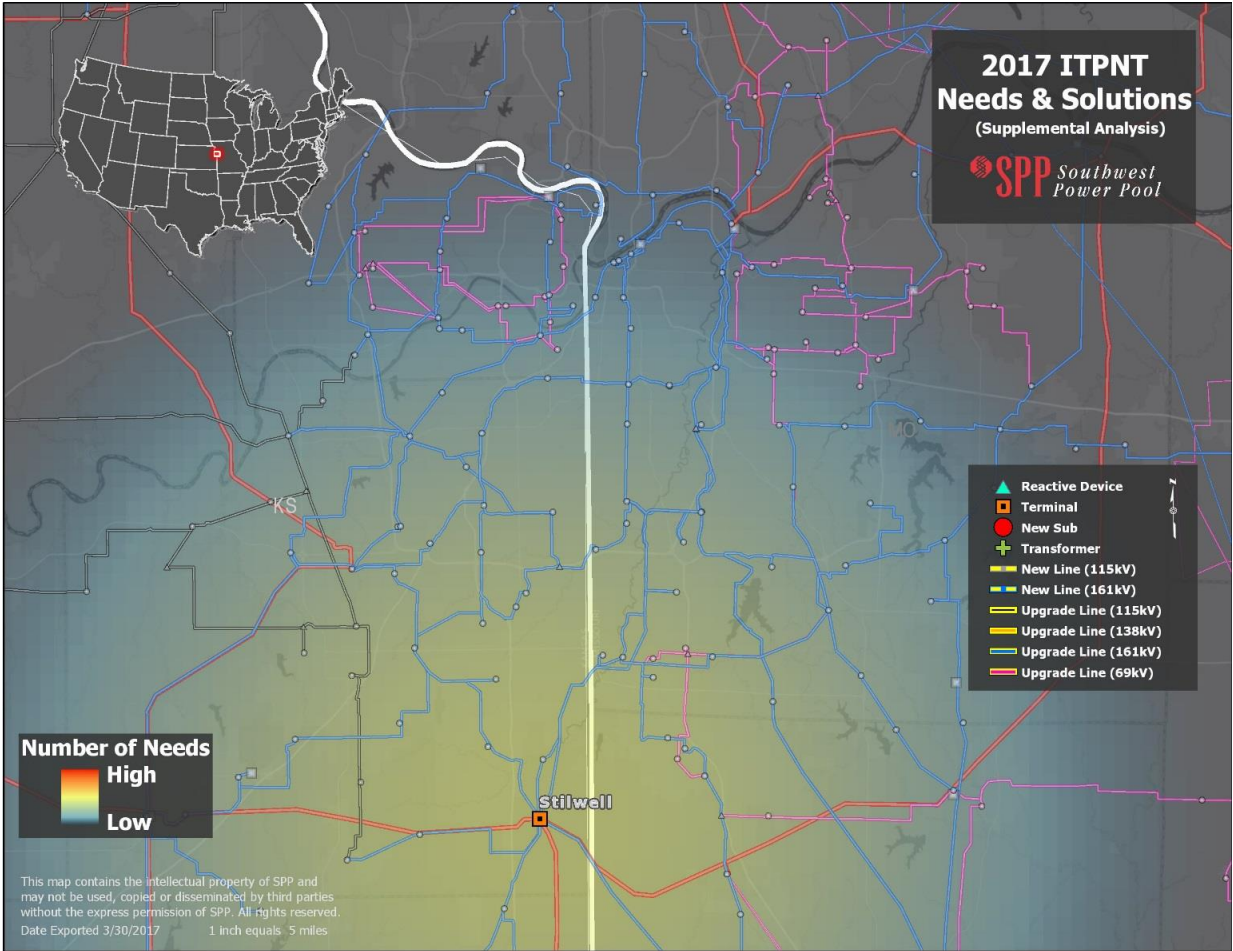 2017 ITPNT
Needs & Solutions
(Supplemental Analysis)
SPP Southwest
Power Pool
MO
KS
Reactive Device
Terminal
New Sub
Transformer
New Line (115kV)
New Line (161kV)
Upgrade Line (115kV)
Upgrade Line (138kV)
Upgrade Line (161kV)
Upgrade Line (69kV)
N
Number of Needs
High
Low
Stilwell
This map contains the intellectual property of SPP and
may not be used, copied or disseminated by third parties
without the express permission of SPP. All rights reserved.
Date Exported 3/30/2017 1 inch equals 5 miles